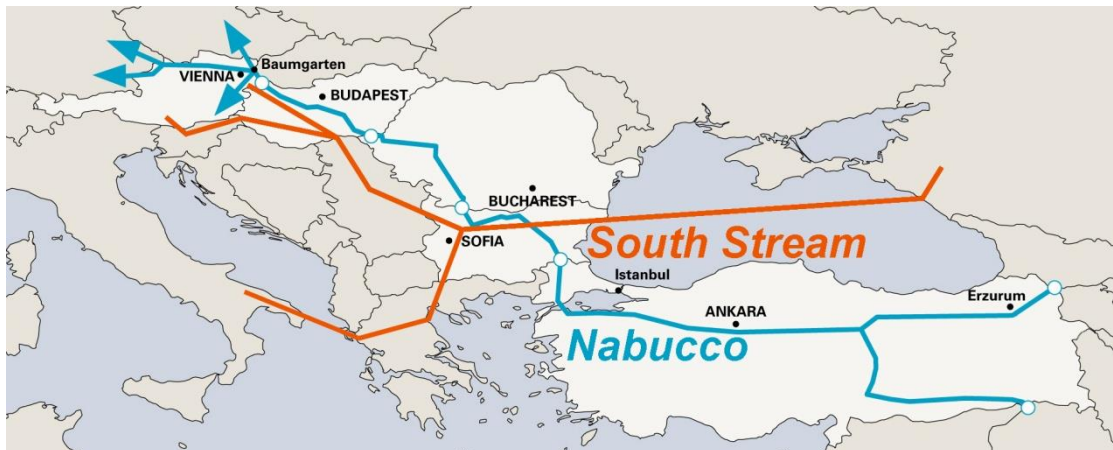 Baumgarten
VIENNA
BUDAPEST
BUCHAREST
SOFIA
South Stream
Istanbul
Erzurum
ANKARA
Nabucco